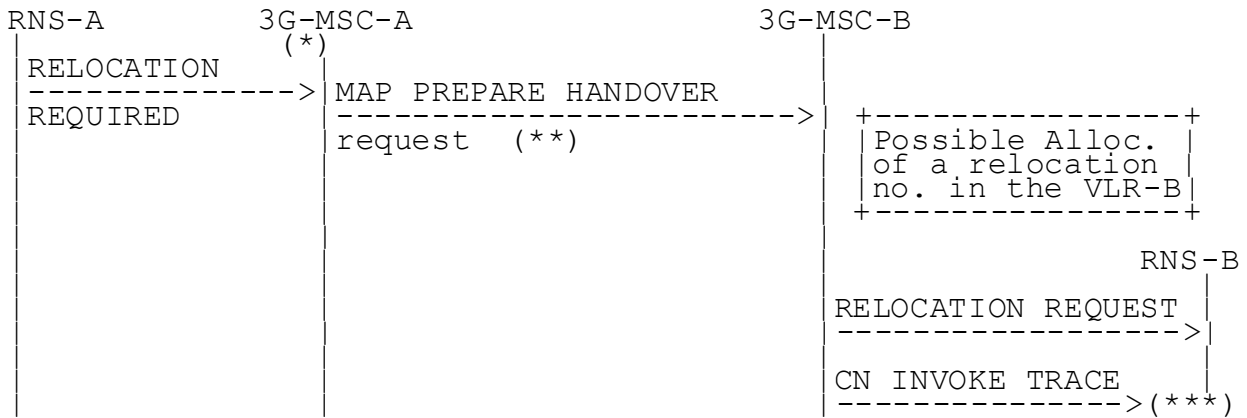 RNS-A 3G-MSC-A 3G-MSC-B
(*)
RELOCATION
REQUIRED
MAP PREPARE HANDOVER
request (**)
Possible Alloc.
of a relocation
no. in the VLR-B
RNS-B
RELOCATION REQUEST
CN INVOKE TRACE
(***)